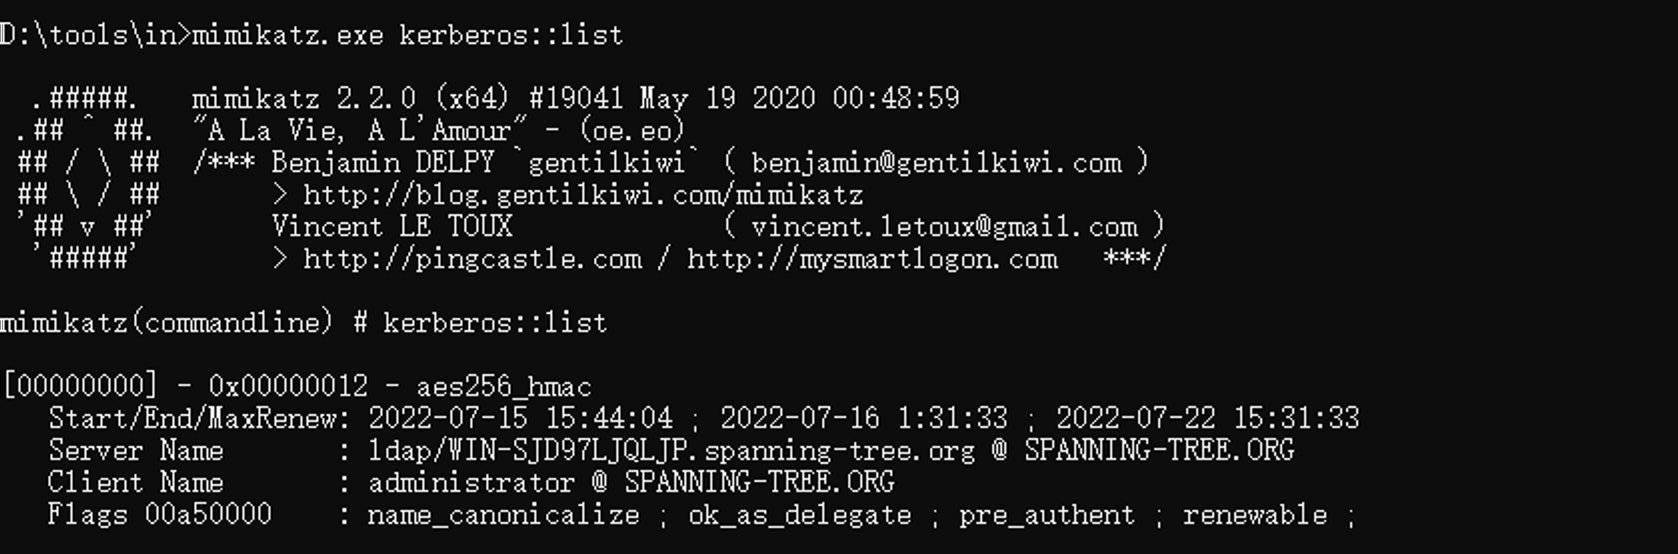 D:\tools\in>mimikatz.exe kerberos::list
  .#####.   mimikatz 2.2.0 (x64) #19041 May 19 2020 00:48:59
 .## ^ ##.  "A La Vie, A L'Amour" - (oe.eo)
 ## / \ ##  /*** Benjamin DELPY `gentilkiwi` ( benjamin@gentilkiwi.com )
 ## \ / ##       > http://blog.gentilkiwi.com/mimikatz
 '## v ##'       Vincent LE TOUX             ( vincent.letoux@gmail.com )
  '#####'        > http://pingcastle.com / http://mysmartlogon.com   ***/
mimikatz(commandline) # kerberos::list
[00000000] - 0x00000012 - aes256_hmac
   Start/End/MaxRenew: 2022-07-15 15:44:04 ; 2022-07-16 1:31:33 ; 2022-07-22 15:31:33
   Server Name       : ldap/WIN-SJD97LJQLJP.spanning-tree.org @ SPANNING-TREE.ORG
   Client Name       : administrator @ SPANNING-TREE.ORG
   Flags 00a50000    : name_canonicalize ; ok_as_delegate ; pre_authent ; renewable ;